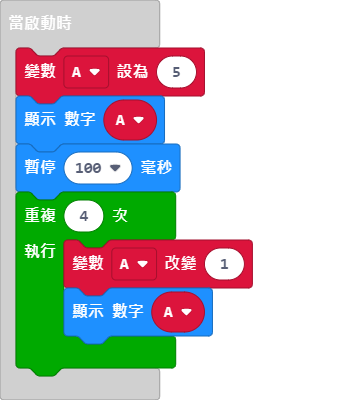 當啟動時
變數 A 設為 5
顯示 數字 A
暫停 100 毫秒
重複 4 次
執行
變數 A 改變 1
顯示 數字 A